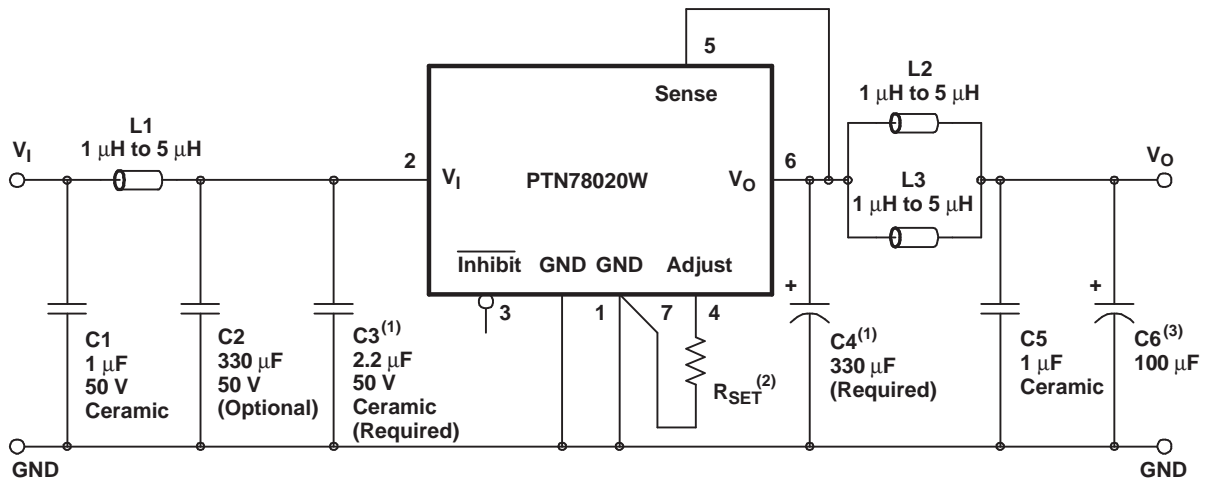 5
Sense
L2
1 μH to 5 μH
L1
1 μH to 5 μH
V_I
2
V_I
PTN78020W
V_O
6
L3
1 μH to 5 μH
V_O
Inhibit
GND
GND
Adjust
3
1
7
4
C1
1 μF
50 V
Ceramic
C2
330 μF
50 V
(Optional)
C3(1)
2.2 μF
50 V
Ceramic
(Required)
R_SET(2)
+
C4(1)
330 μF
(Required)
C5
1 μF
Ceramic
+
C6(3)
100 μF
GND
GND